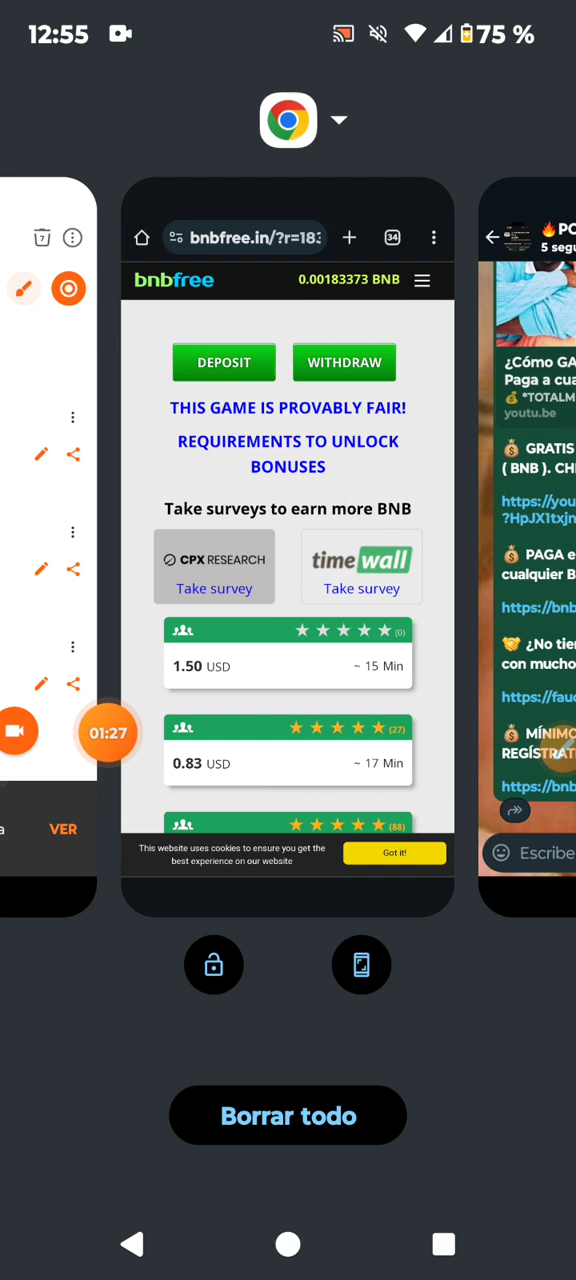 12:55
75 %
7
bnbfree.in/?r=183
34
bnbfree
0.00183373 BNB
DEPOSIT
WITHDRAW
THIS GAME IS PROVABLY FAIR!
REQUIREMENTS TO UNLOCK
BONUSES
Take surveys to earn more BNB
CPX RESEARCH
Take survey
timewall
Take survey
(0)
1.50 USD
~ 15 Min
(27)
0.83 USD
~ 17 Min
(88)
This website uses cookies to ensure you get the
best experience on our website
Got it!
01:27
a
VER
🔥PO
5 segu
¿Cómo GA
Paga a cua
💰 *TOTALM
youtu.be
💰 GRATIS
( BNB ). CH
https://you
?HpJX1txjn
💰 PAGA e
cualquier B
https://bnb
🤝 ¿No tien
con mucho
https://fauc
💰 MÍNIMO
REGÍSTRAT
https://bnb
Escribe
Borrar todo